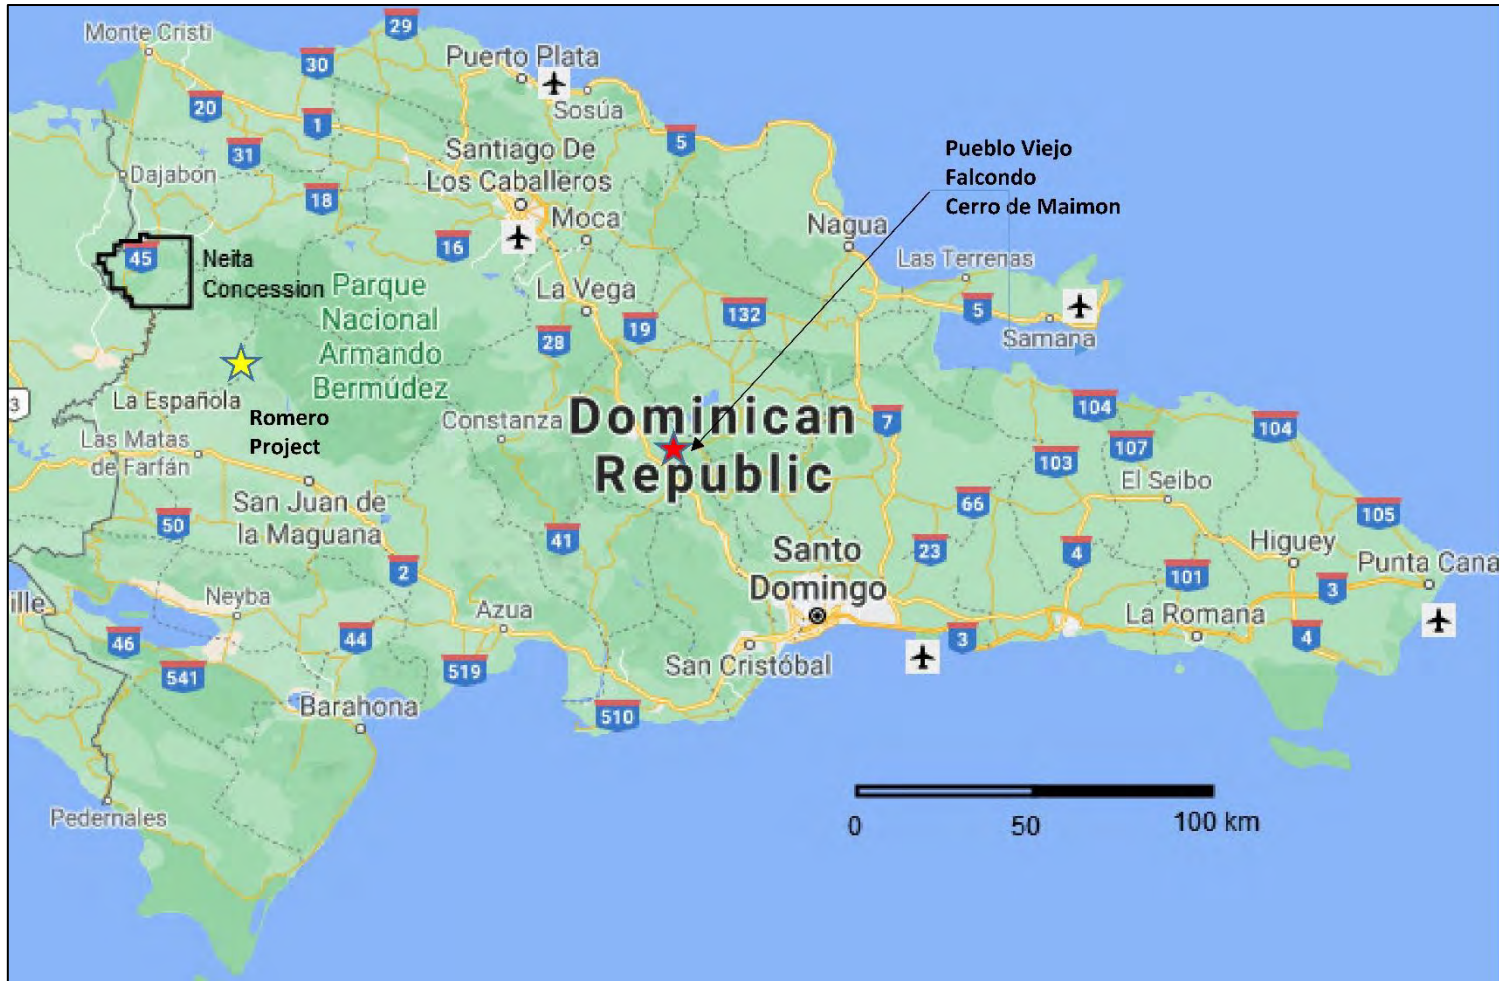 29
Monte Cristi
Puerto Plata
30
Sosúa
20
1
5
31
Santiago De
Los Caballeros
Pueblo Viejo
Falcondo
Cerro de Maimon
Dajabón
18
Moca
Nagua
16
45
Neita
Concession
Las Terrenas
Parque
Nacional
Armando
Bermúdez
La Vega
132
5
19
28
Samaná
La Española
Romero
Project
3
Constanza
Dominican
Republic
7
104
104
107
103
Las Matas
de Farfán
El Seibo
San Juan de
la Maguana
66
105
50
41
23
4
Santo
Domingo
Higuey
Punta Cana
2
101
3
ille
Neyba
Azua
La Romana
46
44
3
4
541
519
San Cristóbal
Barahona
510
Pedernales
0
50
100 km